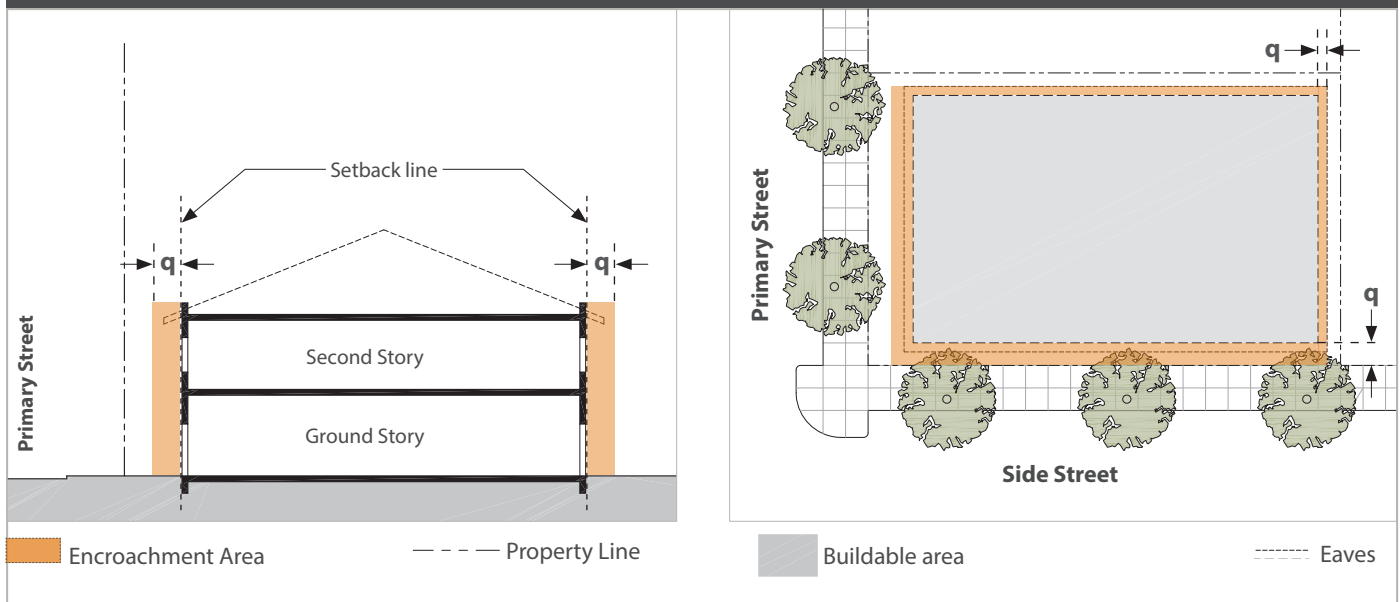 Setback line
q
q
Second Story
Ground Story
Primary Street
Encroachment Area
Property Line
q
q
Primary Street
Side Street
Buildable area
Eaves